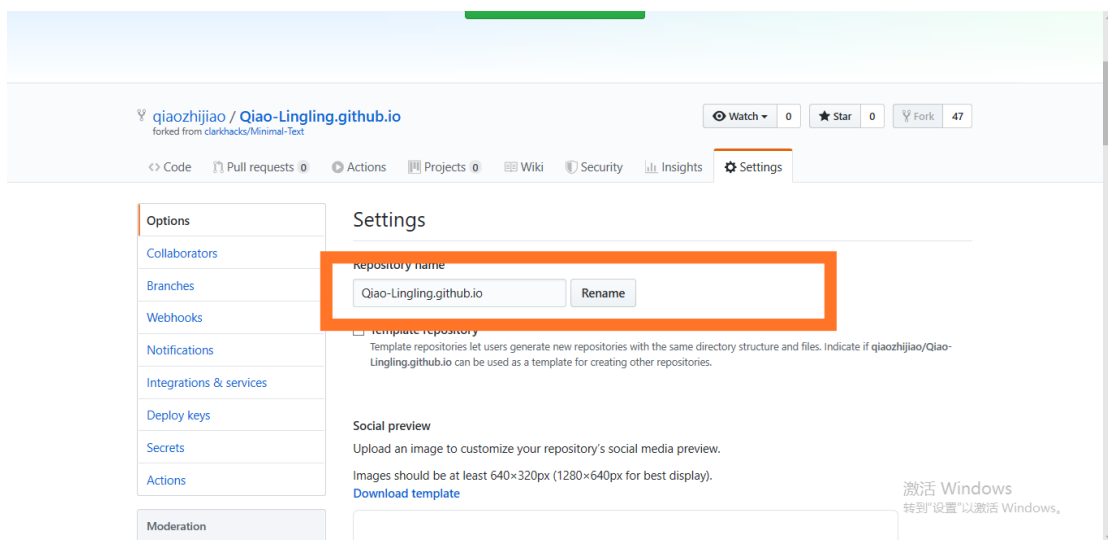 qiaozhijiao / Qiao-Lingling.github.io
forked from clarkhacks/Minimal-Text
Watch 0 Star 0 Fork 47
<> Code Pull requests 0 Actions Projects 0 Wiki Security Insights Settings
Options
Collaborators
Branches
Webhooks
Notifications
Integrations & services
Deploy keys
Secrets
Actions
Moderation
Settings
Repository name
Qiao-Lingling.github.io Rename
Template repository
Template repositories let users generate new repositories with the same directory structure and files. Indicate if qiaozhijiao/Qiao-
Lingling.github.io can be used as a template for creating other repositories.
Social preview
Upload an image to customize your repository's social media preview.
Images should be at least 640×320px (1280×640px for best display).
Download template
激活 Windows
转到"设置"以激活 Windows。